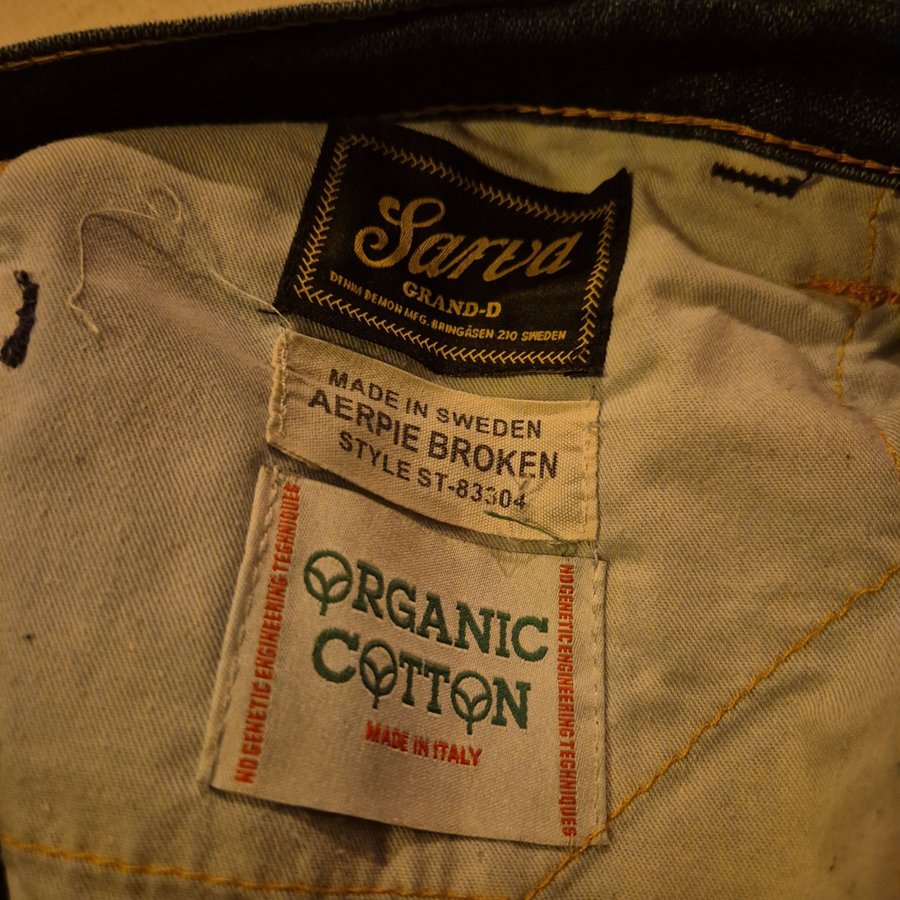 Sarva
GRAND-D
DENIM DEMON MFG. BRINGÅSEN 210 SWEDEN
MADE IN SWEDEN
AERPIE BROKEN
STYLE ST-83304
NO GENETIC ENGINEERING TECHNIQUES
ORGANIC
COTTON
MADE IN ITALY
NO GENETIC ENGINEERING TECHNIQUES